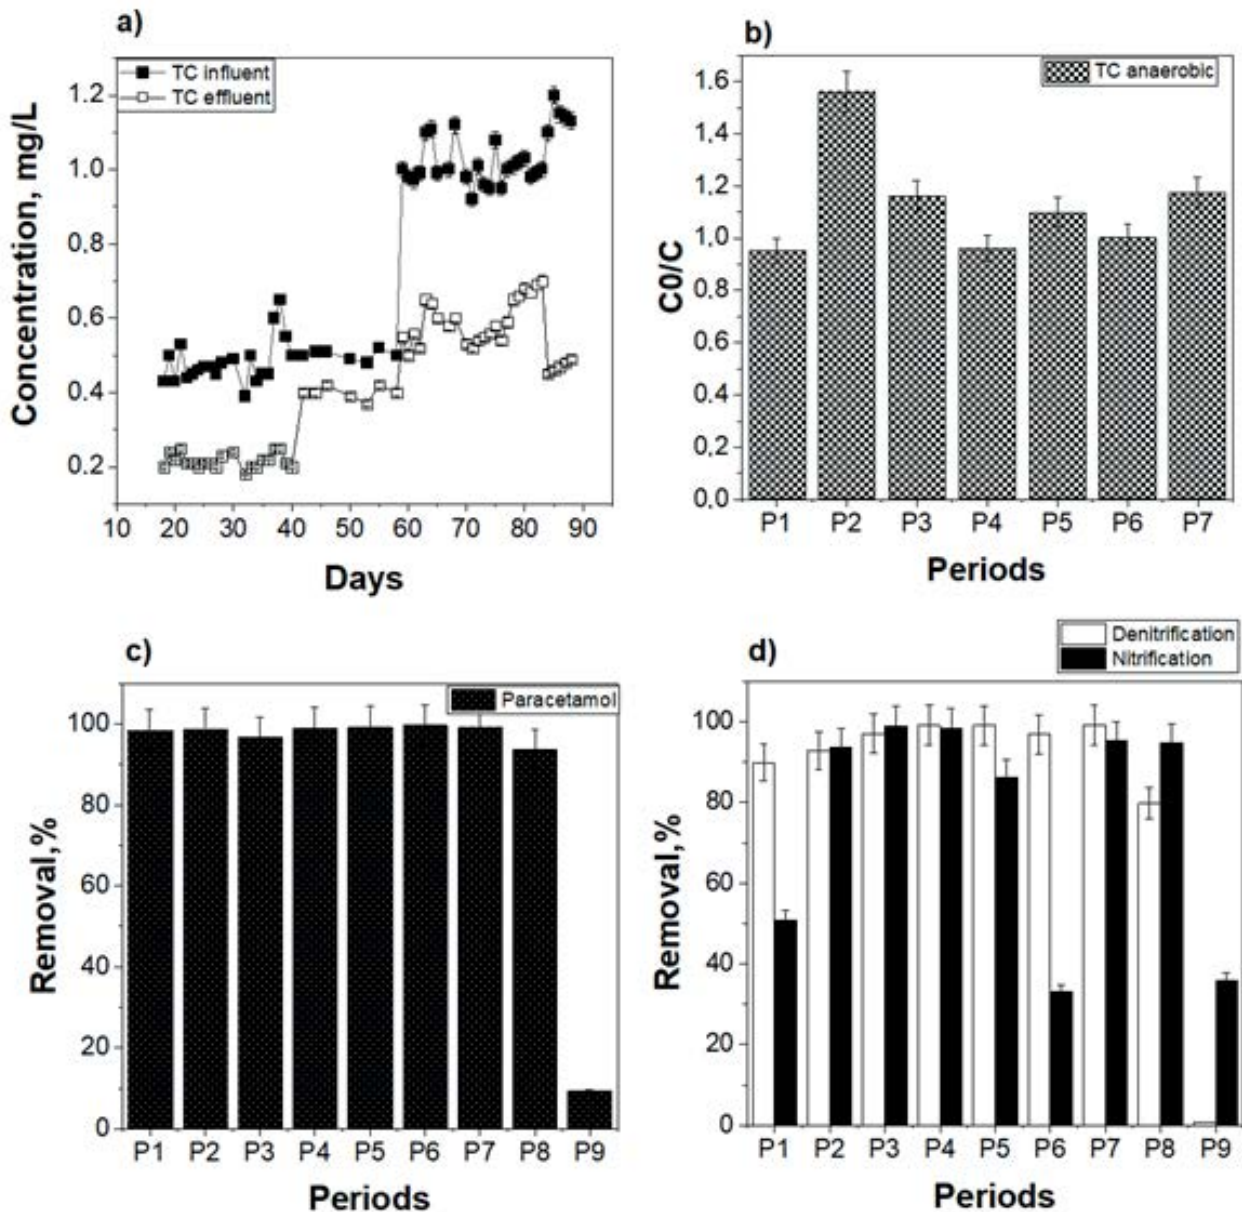 a)
TC influent
TC effluent
Concentration, mg/L
1.2
1.0
0.8
0.6
0.4
0.2
10 20 30 40 50 60 70 80 90
Days
b)
TC anaerobic
C0/C
1.6
1.4
1.2
1.0
0.8
0.6
0.4
0.2
0.0
P1 P2 P3 P4 P5 P6 P7
Periods
c)
Paracetamol
Removal,%
100
80
60
40
20
0
P1 P2 P3 P4 P5 P6 P7 P8 P9
Periods
d)
Denitrification
Nitrification
Removal,%
100
80
60
40
20
0
P1 P2 P3 P4 P5 P6 P7 P8 P9
Periods